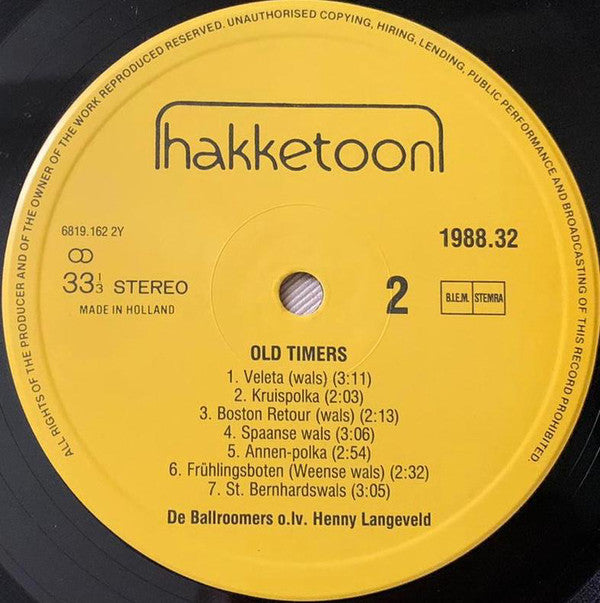 ALL RIGHTS OF THE PRODUCER AND OF THE OWNER OF THE WORK REPRODUCED RESERVED. UNAUTHORISED COPYING, HIRING, LENDING, PUBLIC PERFORMANCE AND BROADCASTING OF THIS RECORD PROHIBITED.
hakketoon
6819.162 2Y
1988.32
33 1/3 STEREO
MADE IN HOLLAND
2
B.I.E.M. STEMRA
OLD TIMERS
1. Veleta (wals) (3:11)
2. Kruispolka (2:03)
3. Boston Retour (wals) (2:13)
4. Spaanse wals (3:06)
5. Annen-polka (2:54)
6. Frühlingsboten (Weense wals) (2:32)
7. St. Bernhardswals (3:05)
De Ballroomers o.lv. Henny Langeveld